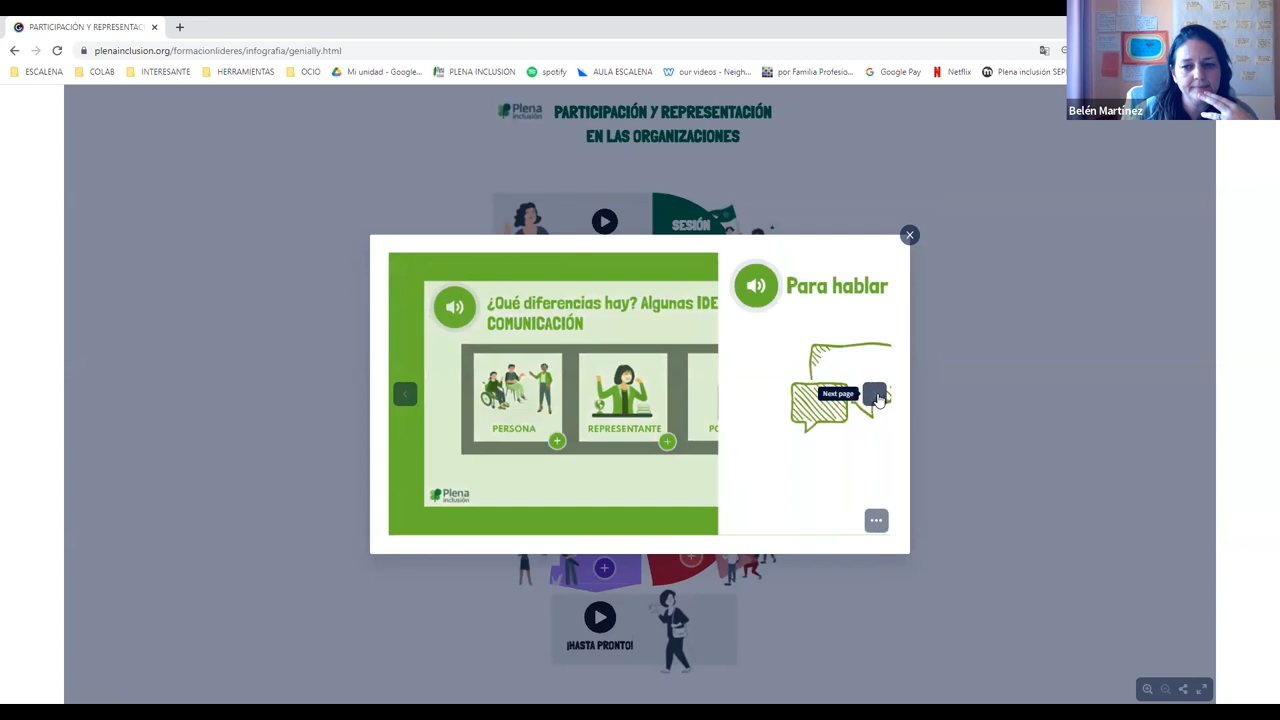 PARTICIPACIÓN Y REPRESENTAC
plenainclusion.org/formacionlideres/infografia/genially.html
ESCALENA
COLAB
INTERESANTE
HERRAMIENTAS
OCIO
Mi unidad - Google...
PLENA INCL
spotify
AULA ESCALENA
our videos - Neigh...
por Familia Profesio...
Google Pay
Netflix
Plena inclusión SEP
Belén Martínez
Plena
inclusión
PARTICIPACIÓN Y REPRESENTACIÓN
EN LAS ORGANIZACIONES
SESIÓN
¿Qué diferencias hay? Algunas IDE
COMUNICACIÓN
PERSONA
REPRESENTANTE
PO
Plena
inclusión
Para hablar
Next page
¡HASTA PRONTO!